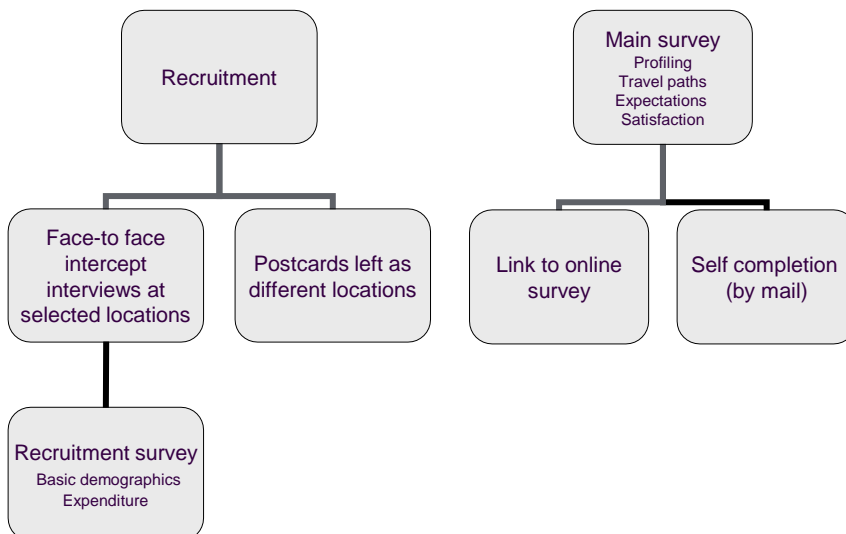 Recruitment
Main survey
Profiling
Travel paths
Expectations
Satisfaction
Face-to face
intercept
interviews at
selected locations
Postcards left as
different locations
Link to online
survey
Self completion
(by mail)
Recruitment survey
Basic demographics
Expenditure